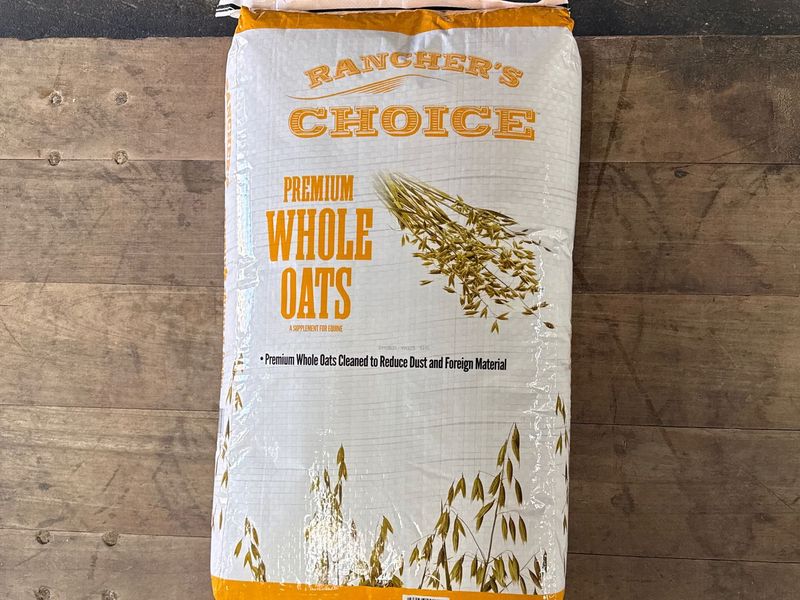 RANCHER'S
CHOICE
PREMIUM
WHOLE
OATS
A SUPPLEMENT FOR EQUINE
• Premium Whole Oats Cleaned to Reduce Dust and Foreign Material